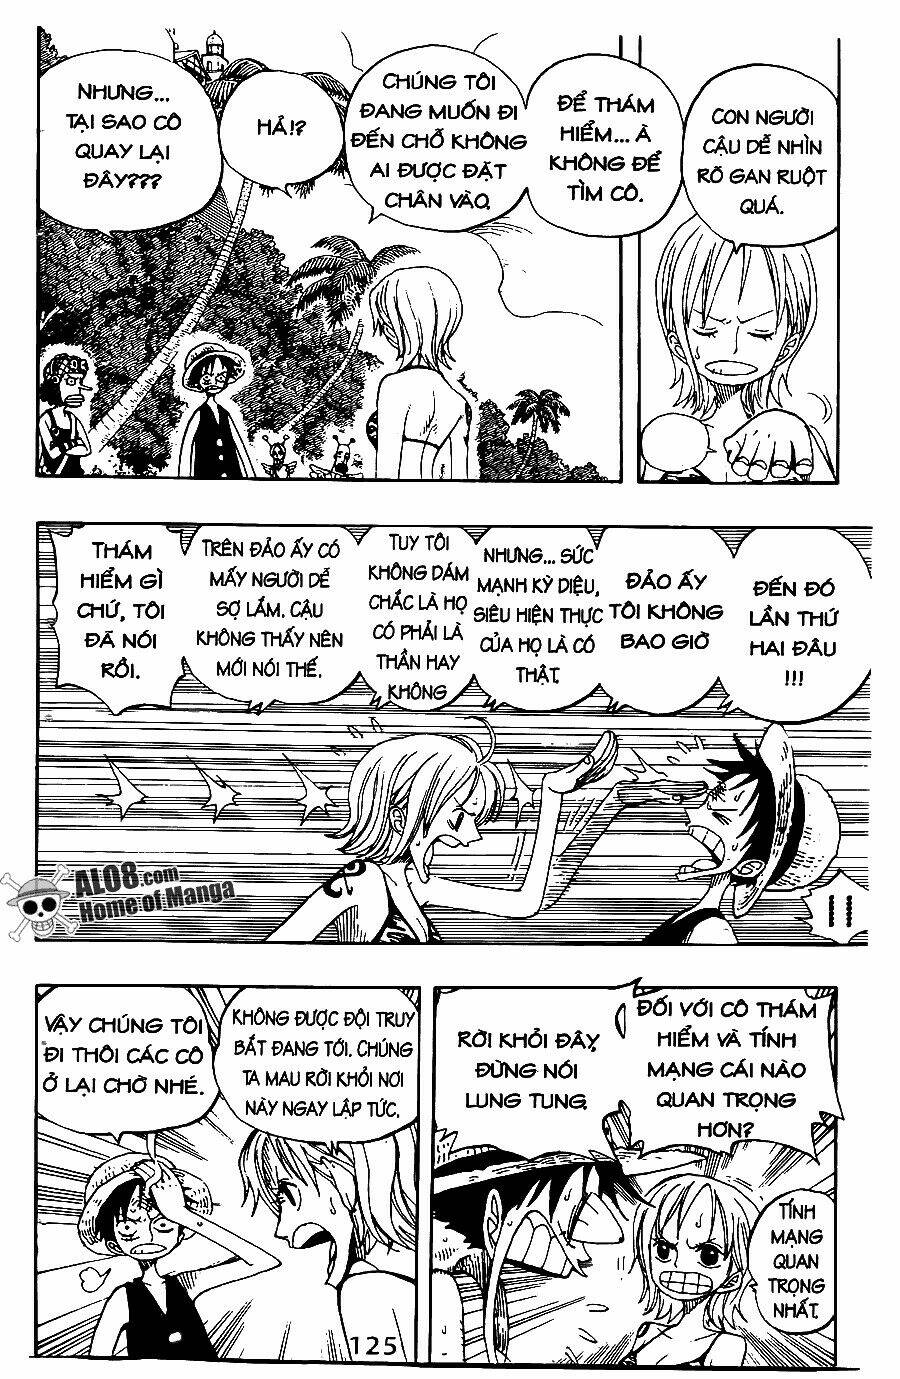 CON NGƯỜI
CẬU DỄ NHÌN
RÕ GAN RUỘT
QUÁ.
ĐỂ THÁM
HIỂM... À
KHÔNG ĐỂ
TÌM CÔ.
CHÚNG TÔI
ĐANG MUỐN ĐI
ĐẾN CHỖ KHÔNG
AI ĐƯỢC ĐẶT
CHÂN VÀO.
HẢ!?
NHƯNG...
TẠI SAO CÔ
QUAY LẠI
ĐÂY???
ĐẾN ĐÓ
LẦN THỨ
HAI ĐÂU
!!!
ĐẢO ẤY
TÔI KHÔNG
BAO GIỜ
NHƯNG... SỨC
MẠNH KỲ DIỆU,
SIÊU HIỆN THỰC
CỦA HỌ LÀ CÓ
THẬT.
TUY TÔI
KHÔNG DÁM
CHẮC LÀ HỌ
CÓ PHẢI LÀ
THẦN HAY
KHÔNG
TRÊN ĐẢO ẤY CÓ
MẤY NGƯỜI DỄ
SỢ LẮM. CẬU
KHÔNG THẤY NÊN
MỚI NÓI THẾ.
THÁM
HIỂM GÌ
CHỨ, TÔI
ĐÃ NÓI
RỒI.
!!
AL08.com
Home of Manga
ĐỐI VỚI CÔ THÁM
HIỂM VÀ TÍNH
MẠNG CÁI NÀO
QUAN TRỌNG
HƠN?
TÍNH
MẠNG
QUAN
TRỌNG
NHẤT.
RỜI KHỎI ĐÂY,
ĐỪNG NÓI
LUNG TUNG.
KHÔNG ĐƯỢC ĐỘI TRUY
BẮT ĐANG TỚI. CHÚNG
TA MAU RỜI KHỎI NƠI
NÀY NGAY LẬP TỨC.
VẬY CHÚNG TÔI
ĐI THÔI CÁC CÔ
Ở LẠI CHỜ NHÉ.
125